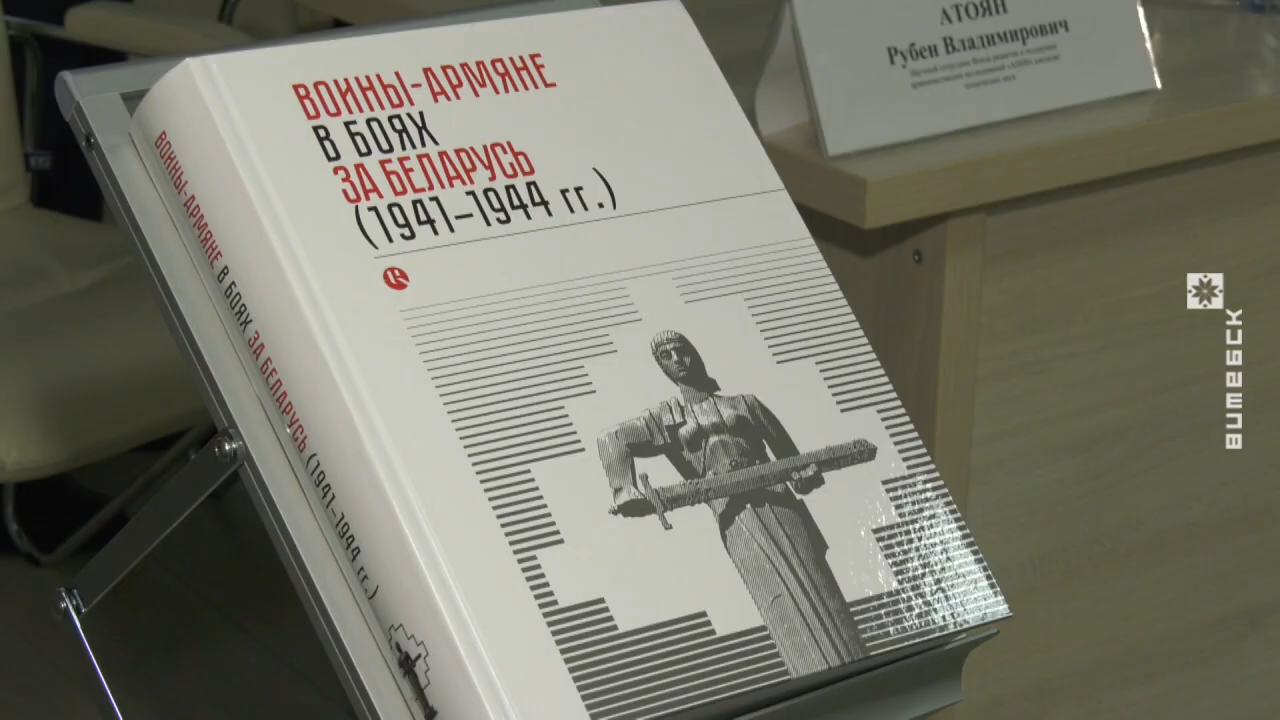 ВОИНЫ-АРМЯНЕ
В БОЯХ
ЗА БЕЛАРУСЬ
(1941–1944 гг.)
ВОИНЫ-АРМЯНЕ В БОЯХ ЗА БЕЛАРУСЬ (1941–1944 гг.)
АТОЯН
Рубен Владимирович
витебск